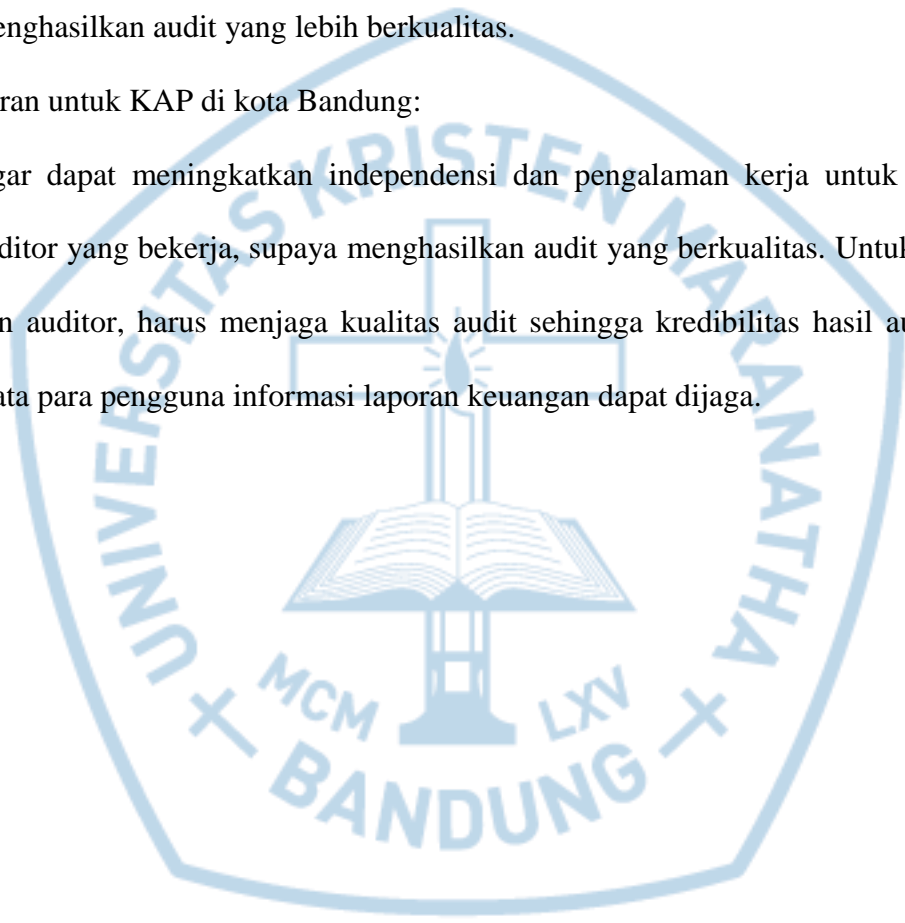 enghasilkan audit yang lebih berkualitas.
ran untuk KAP di kota Bandung:
gar dapat meningkatkan independensi dan pengalaman kerja untuk
ditor yang bekerja, supaya menghasilkan audit yang berkualitas. Untuk
n auditor, harus menjaga kualitas audit sehingga kredibilitas hasil au
ata para pengguna informasi laporan keuangan dapat dijaga.
UNIVERSITAS KRISTEN MARANATHA
MCM LXV
BANDUNG